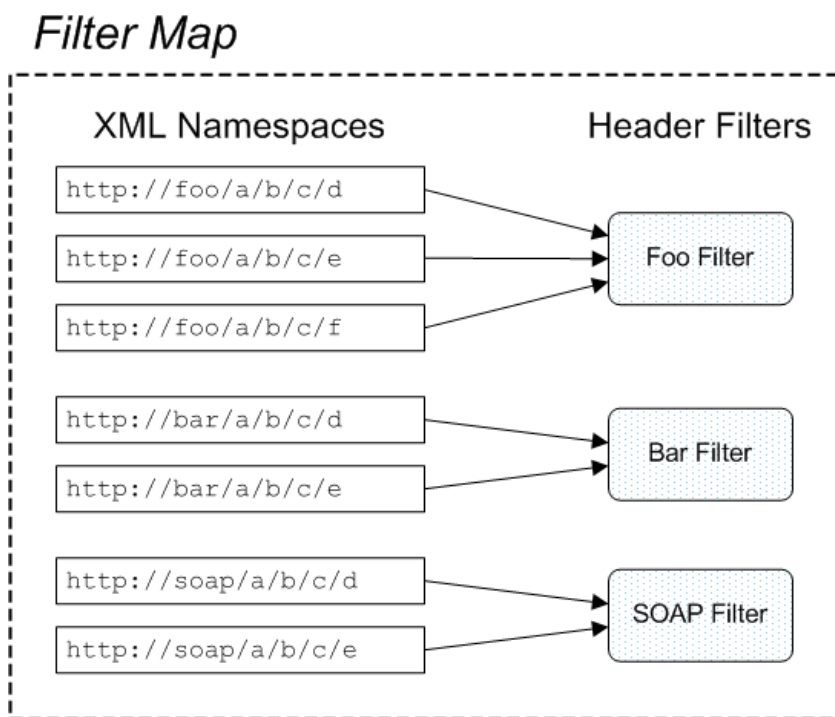 Filter Map
XML Namespaces
Header Filters
http://foo/a/b/c/d
http://foo/a/b/c/e
http://foo/a/b/c/f
Foo Filter
http://bar/a/b/c/d
http://bar/a/b/c/e
Bar Filter
http://soap/a/b/c/d
http://soap/a/b/c/e
SOAP Filter